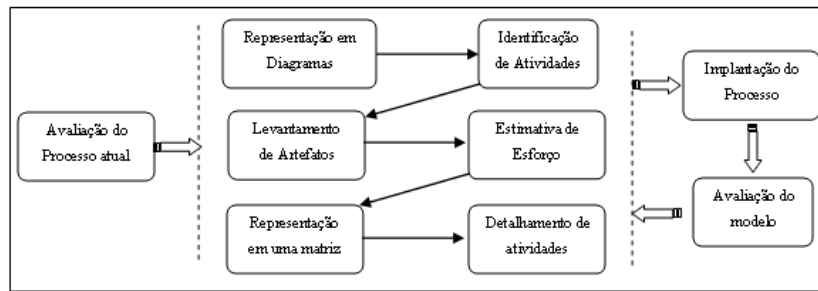 Avaliação do
Processo atual
Representação em
Diagramas
Identificação
de Atividades
Levantamento
de Artefatos
Estimativa de
Esforço
Representação
em uma matriz
Detalhamento de
atividades
Implantação do
Processo
Avaliação do
modelo